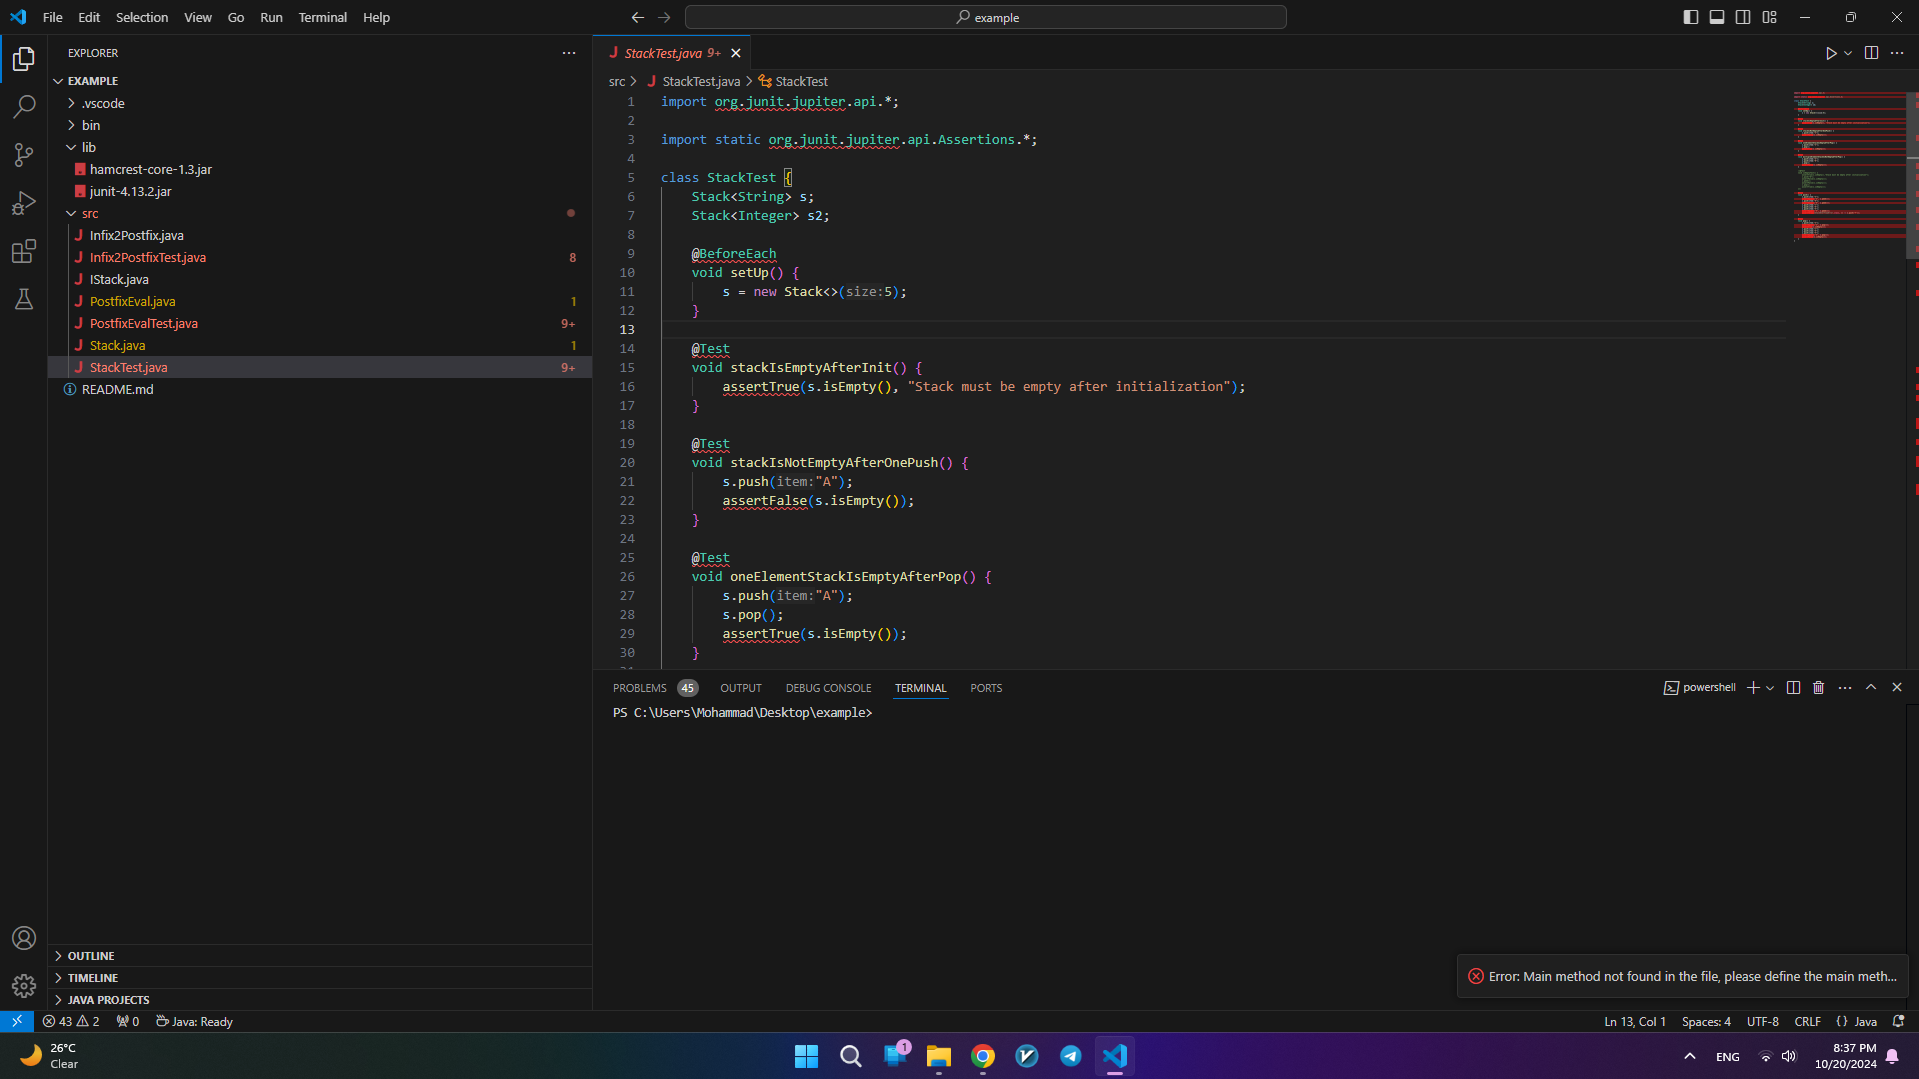 File Edit Selection View Go Run Terminal Help
example
EXPLORER
EXAMPLE
.vscode
bin
lib
hamcrest-core-1.3.jar
junit-4.13.2.jar
src
Infix2Postfix.java
Infix2PostfixTest.java 8
IStack.java
PostfixEval.java 1
PostfixEvalTest.java 9+
Stack.java 1
StackTest.java 9+
README.md
OUTLINE
TIMELINE
JAVA PROJECTS
StackTest.java 9+
src > StackTest.java > StackTest
1 import org.junit.jupiter.api.*;
2
3 import static org.junit.jupiter.api.Assertions.*;
4
5 class StackTest {
6 Stack<String> s;
7 Stack<Integer> s2;
8
9 @BeforeEach
10 void setUp() {
11 s = new Stack<>(size:5);
12 }
13
14 @Test
15 void stackIsEmptyAfterInit() {
16 assertTrue(s.isEmpty(), "Stack must be empty after initialization");
17 }
18
19 @Test
20 void stackIsNotEmptyAfterOnePush() {
21 s.push(item:"A");
22 assertFalse(s.isEmpty());
23 }
24
25 @Test
26 void oneElementStackIsEmptyAfterPop() {
27 s.push(item:"A");
28 s.pop();
29 assertTrue(s.isEmpty());
30 }
PROBLEMS 45 OUTPUT DEBUG CONSOLE TERMINAL PORTS
powershell
PS C:\Users\Mohammad\Desktop\example>
Error: Main method not found in the file, please define the main meth...
43 2 0 Java: Ready
Ln 13, Col 1 Spaces: 4 UTF-8 CRLF {} Java
26°C
Clear
1
ENG
8:37 PM
10/20/2024